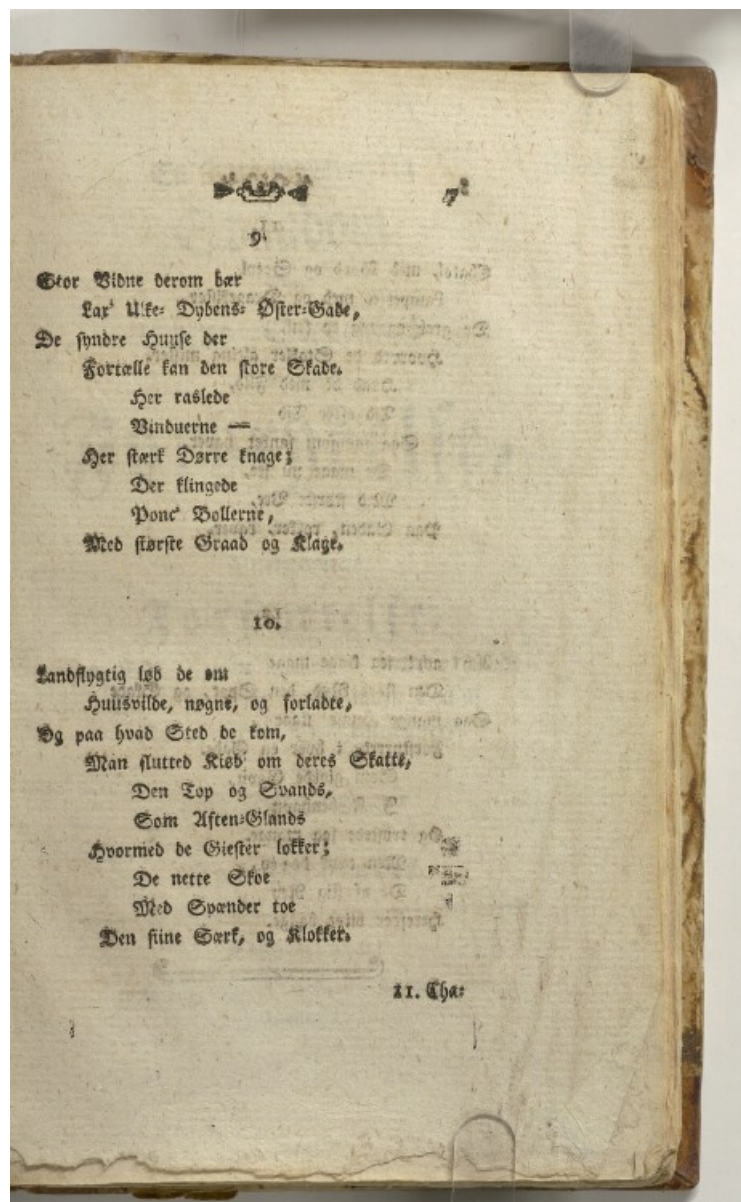 7
9.
Stor Vidne derom bær
Lax' Ulke- Dybens- Øster-Gade,
De syndre Huuse der
Fortælle kan den store Skade.
Her raslede
Vinduerne —
Her stærk Dørre knage;
Der klingede
Ponc' Bollerne,
Med største Graad og Klage.
10.
Landflygtig løb de om
Huusvilde, nøgne, og forladte,
Og paa hvad Sted de kom,
Man slutted Kiøb om deres Skatte,
Den Top og Svands,
Som Aften-Glands
Hvormed de Giester lokker;
De nette Skoe
Med Spænder toe
Den fiine Særk, og Klokker.
11. Cha-